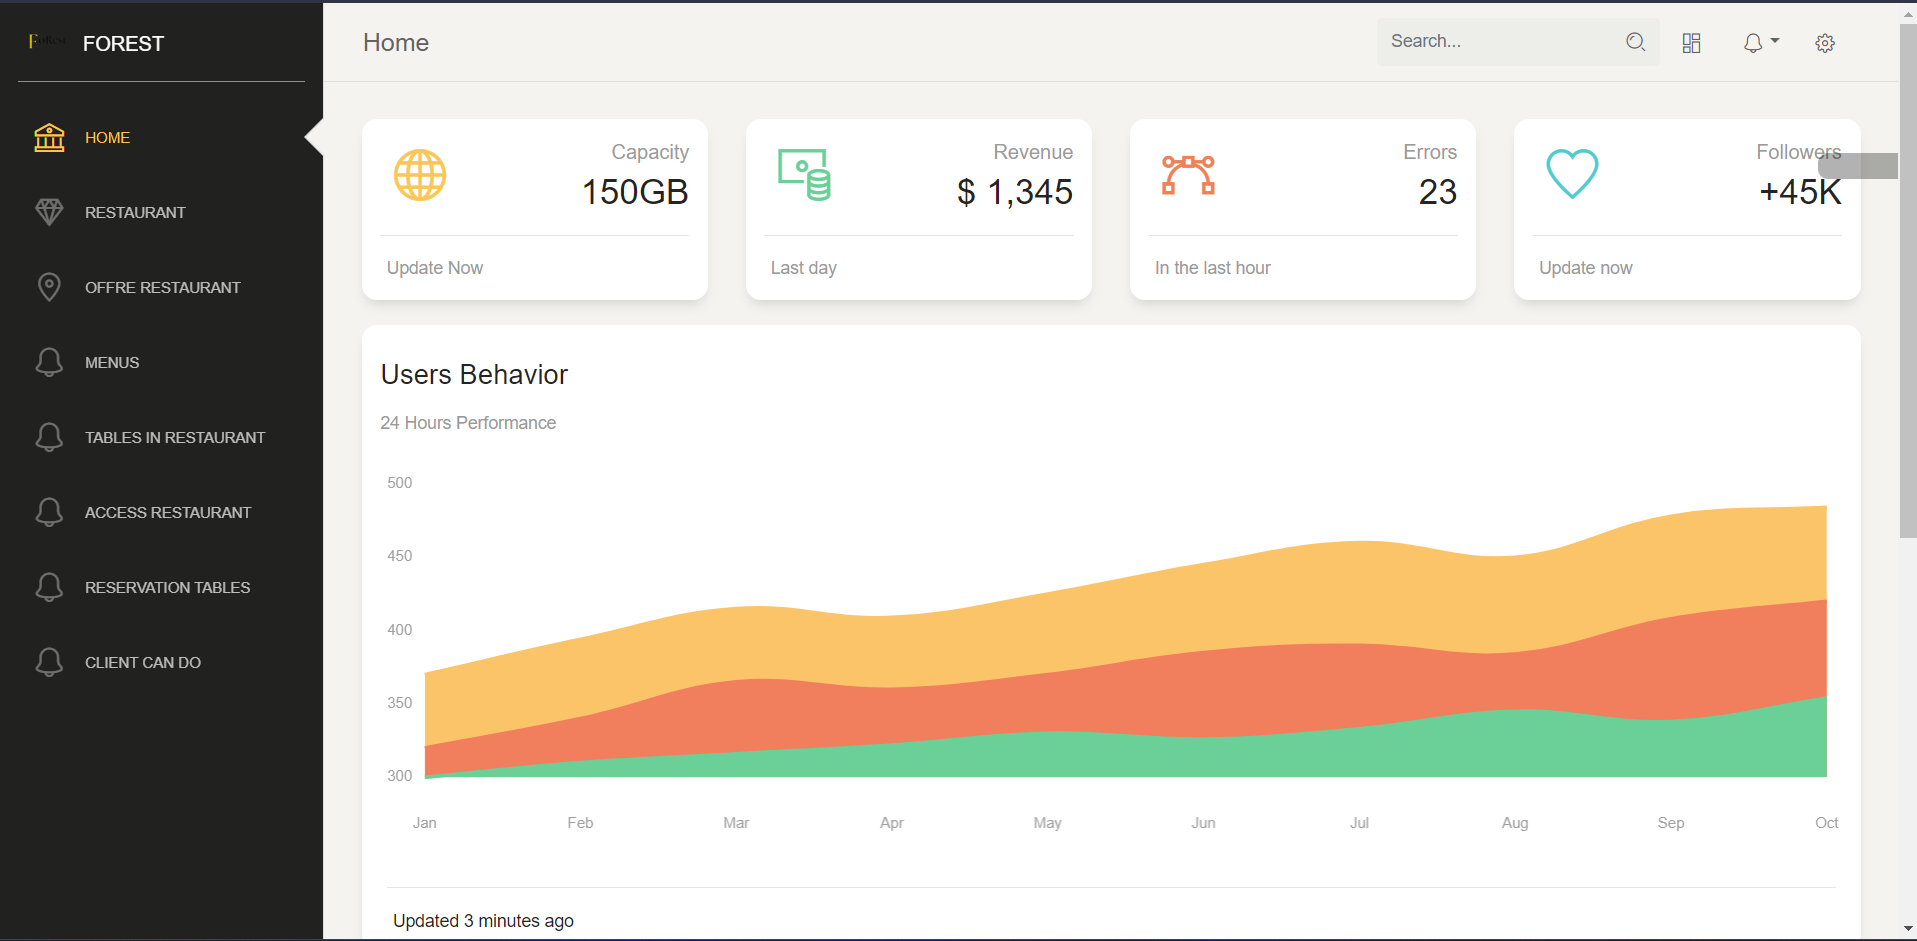 FOREST
HOME
RESTAURANT
OFFRE RESTAURANT
MENUS
TABLES IN RESTAURANT
ACCESS RESTAURANT
RESERVATION TABLES
CLIENT CAN DO
Home
Search...
Capacity
150GB
Update Now
Revenue
$ 1,345
Last day
Errors
23
In the last hour
Followers
+45K
Update now
Users Behavior
24 Hours Performance
500
450
400
350
300
Jan Feb Mar Apr May Jun Jul Aug Sep Oct
Updated 3 minutes ago